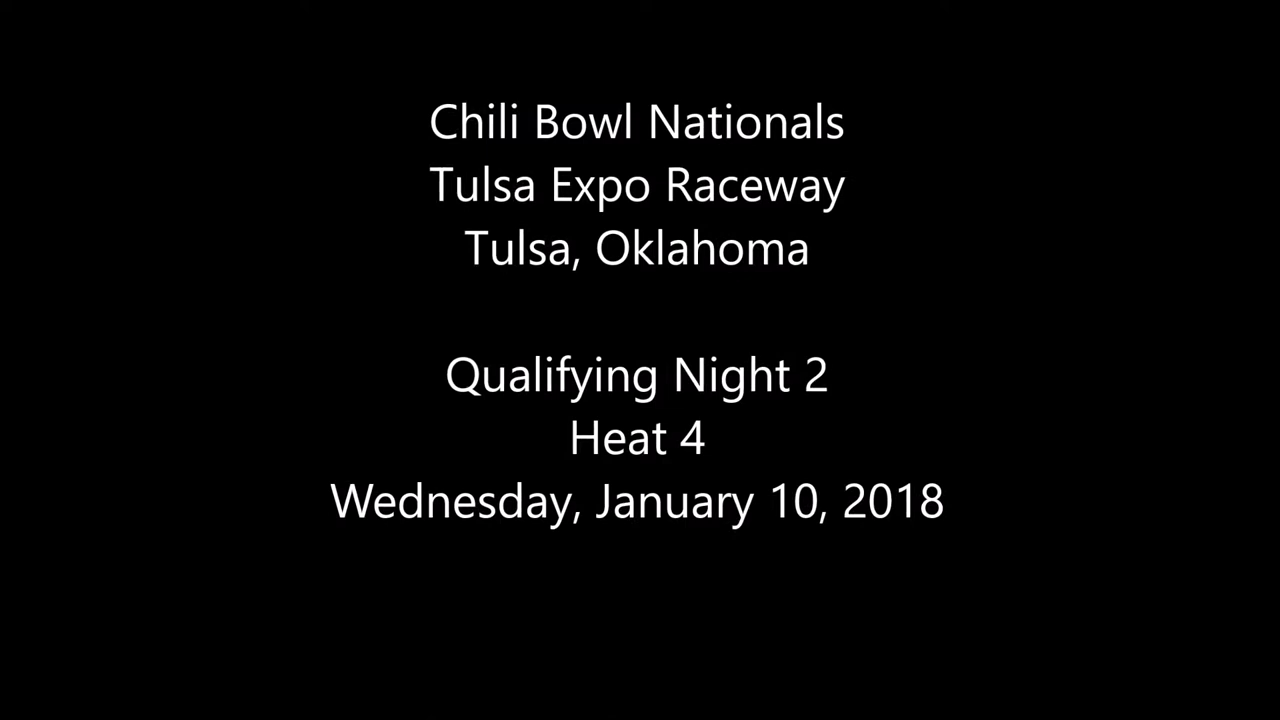 Chili Bowl Nationals
Tulsa Expo Raceway
Tulsa, Oklahoma
Qualifying Night 2
Heat 4
Wednesday, January 10, 2018